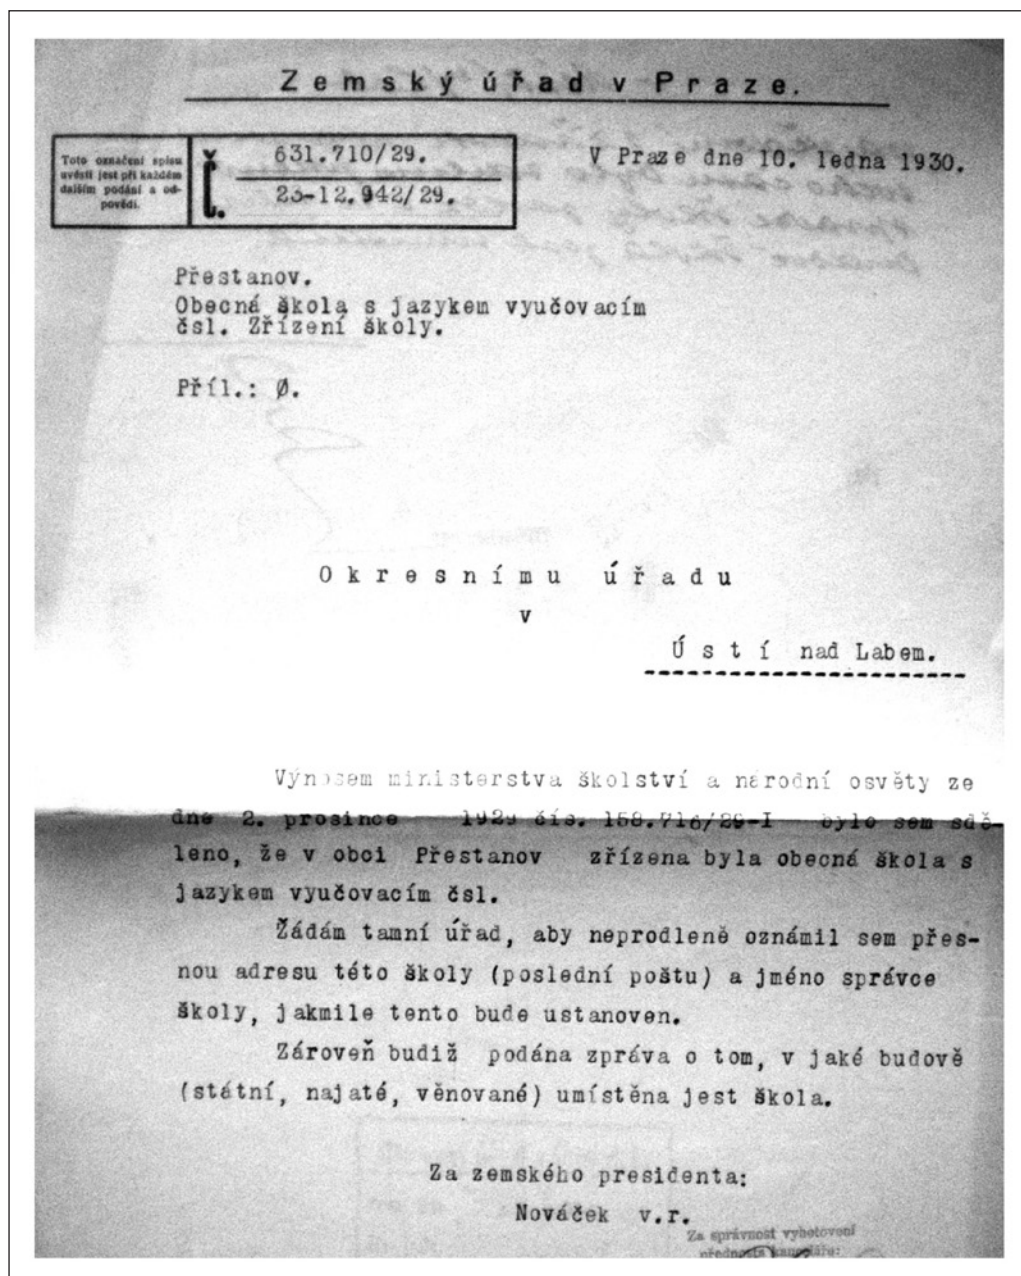 Zemský úřad v Praze.
Toto označení spisu
uvésti jest při každém
dalším podání a od-
povědi.
Č.
631.710/29.
23-12.942/29.
V Praze dne 10. ledna 1930.
Přestanov.
Obecná škola s jazykem vyučovacím
čsl. Zřízení školy.
Příl.: Ø.
Okresnímu úřadu
v
Ústí nad Labem.
Výnosem ministerstva školství a národní osvěty ze
dne 2. prosince 1929 čís. 158.716/29-I bylo sem sdě-
leno, že v obci Přestanov zřízena byla obecná škola s
jazykem vyučovacím čsl.
Žádám tamní úřad, aby neprodleně oznámil sem přes-
nou adresu této školy (poslední poštu) a jméno správce
školy, jakmile tento bude ustanoven.
Zároveň budiž podána zpráva o tom, v jaké budově
(státní, najaté, věnované) umístěna jest škola.
Za zemského presidenta:
Nováček v.r.
Za správnost vyhotovení
přednosta kanceláře: